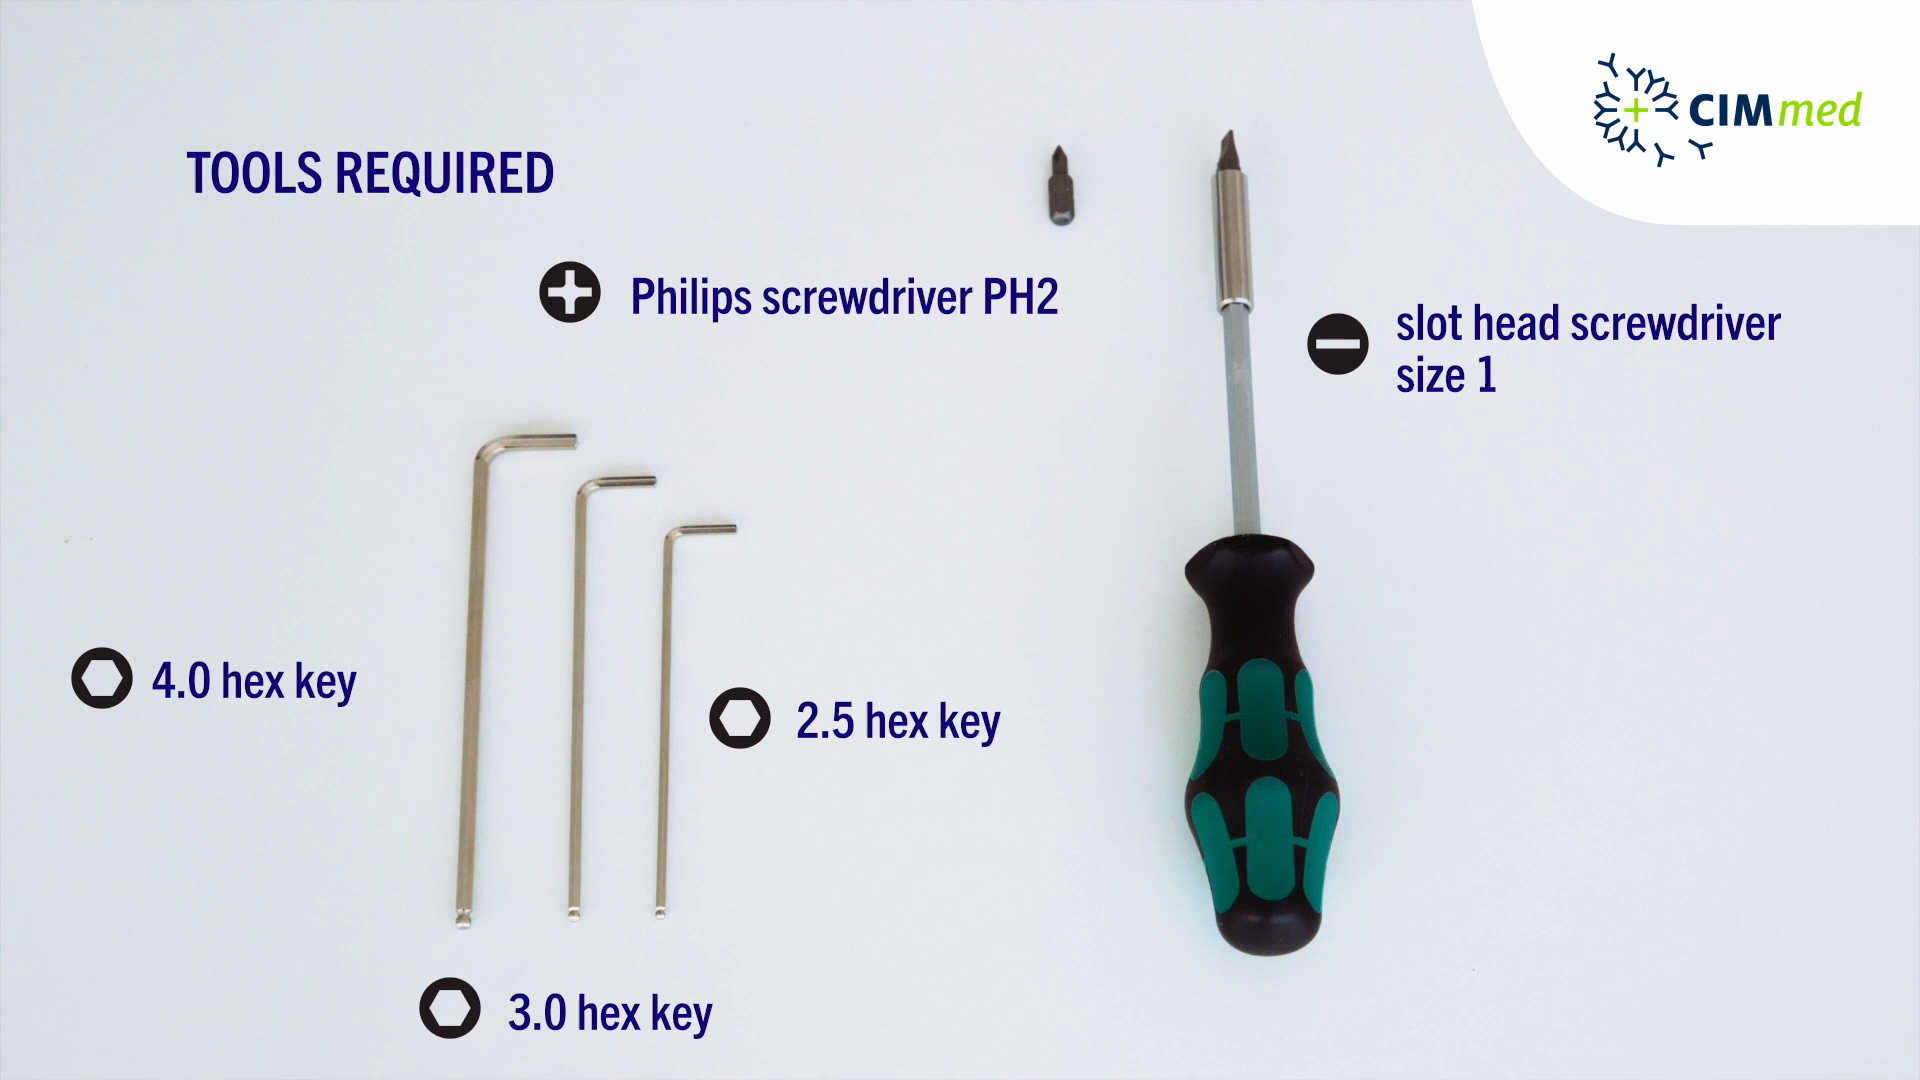 CIMmed
TOOLS REQUIRED
Philips screwdriver PH2
slot head screwdriver
size 1
4.0 hex key
2.5 hex key
3.0 hex key